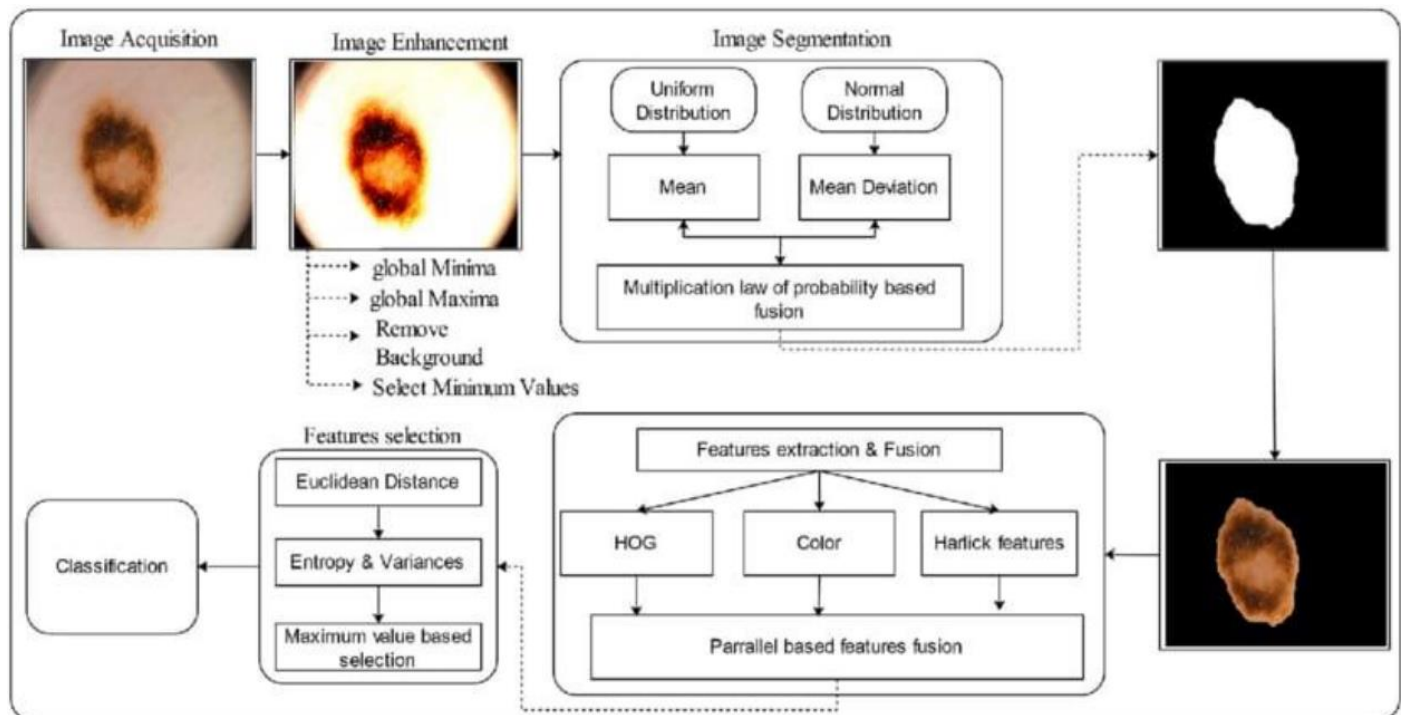 Image Acquisition
Image Enhancement
Image Segmentation
Uniform
Distribution
Normal
Distribution
Mean
Mean Deviation
Multiplication law of probability based
fusion
global Minima
global Maxima
Remove
Background
Select Minimum Values
Features extraction & Fusion
HOG
Color
Harlick features
Parrallel based features fusion
Features selection
Euclidean Distance
Entropy & Variances
Maximum value based
selection
Classification